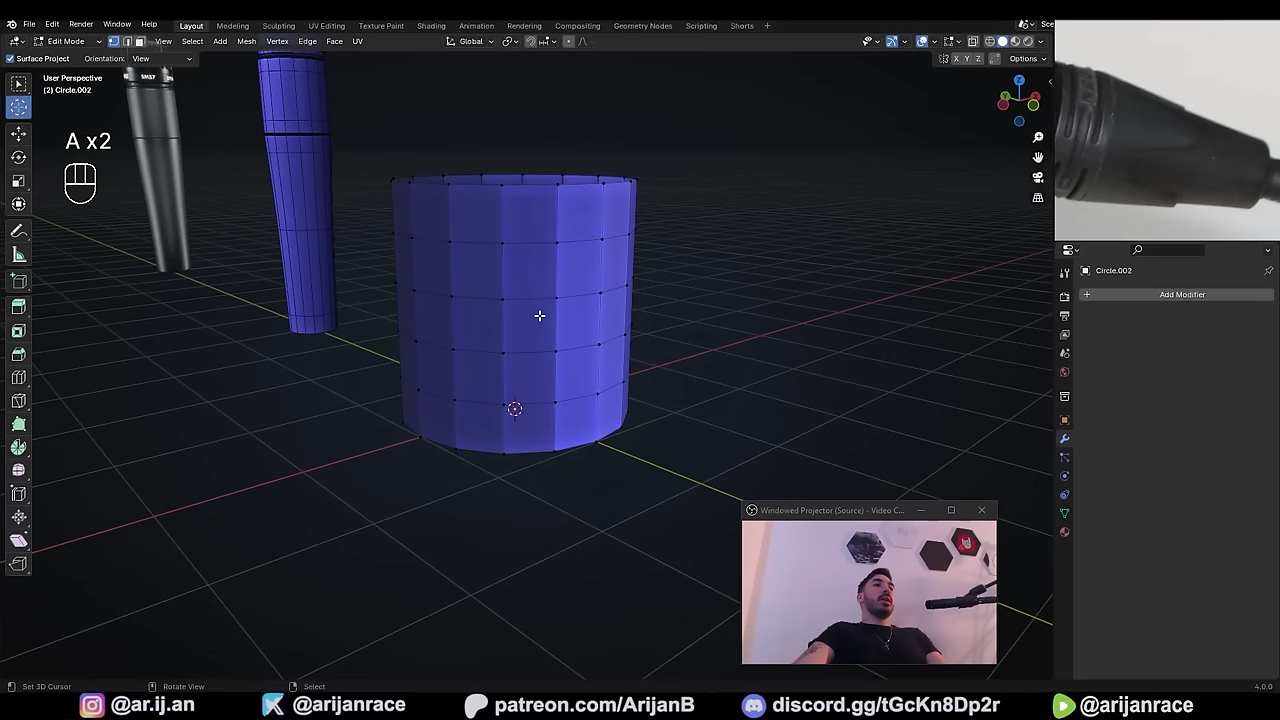 File Edit Render Window Help Layout Modeling Sculpting UV Editing Texture Paint Shading Animation Rendering Compositing Geometry Nodes Scripting Shorts + Sce
Edit Mode View Select Add Mesh Vertex Edge Face UV Global
Surface Project Orientation: View X Y Z Options
User Perspective
(2) Circle.002
A x2
SM57
Z
Y
Circle.002
+ Add Modifier
Windowed Projector (Source) - Video C...
Set 3D Cursor Rotate View Select 4.0.0
@ar.ij.an @arijanrace patreon.com/ArijanB discord.gg/tGcKn8Dp2r @arijanrace